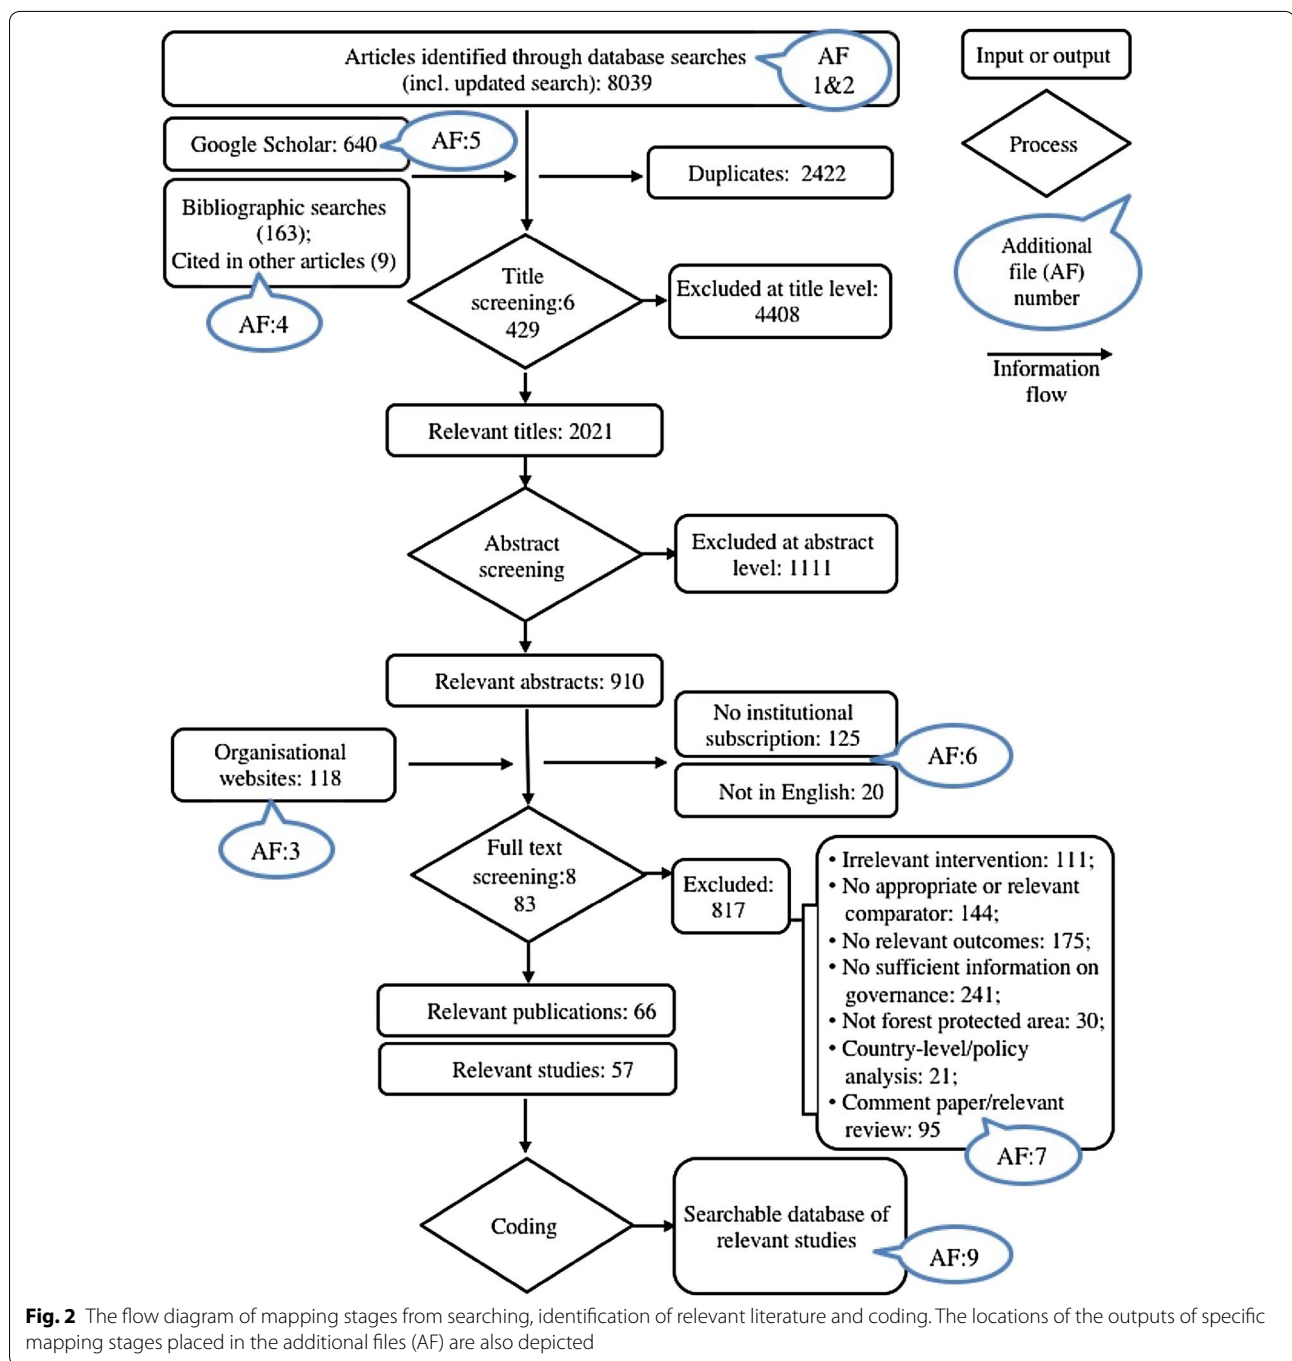 Articles identified through database searches
(incl. updated search): 8039
AF
1&2
Input or output
Google Scholar: 640
AF:5
Process
Duplicates: 2422
Bibliographic searches
(163);
Cited in other articles (9)
AF:4
Title
screening:6
429
Excluded at title level:
4408
Additional
file (AF)
number
Information
flow
Relevant titles: 2021
Abstract
screening
Excluded at abstract
level: 1111
Relevant abstracts: 910
No institutional
subscription: 125
AF:6
Not in English: 20
Organisational
websites: 118
AF:3
Full text
screening:8
83
Excluded:
817
• Irrelevant intervention: 111;
• No appropriate or relevant
comparator: 144;
• No relevant outcomes: 175;
• No sufficient information on
governance: 241;
• Not forest protected area: 30;
• Country-level/policy
analysis: 21;
• Comment paper/relevant
review: 95
AF:7
Relevant publications: 66
Relevant studies: 57
Coding
Searchable database of
relevant studies
AF:9
Fig. 2 The flow diagram of mapping stages from searching, identification of relevant literature and coding. The locations of the outputs of specific
mapping stages placed in the additional files (AF) are also depicted